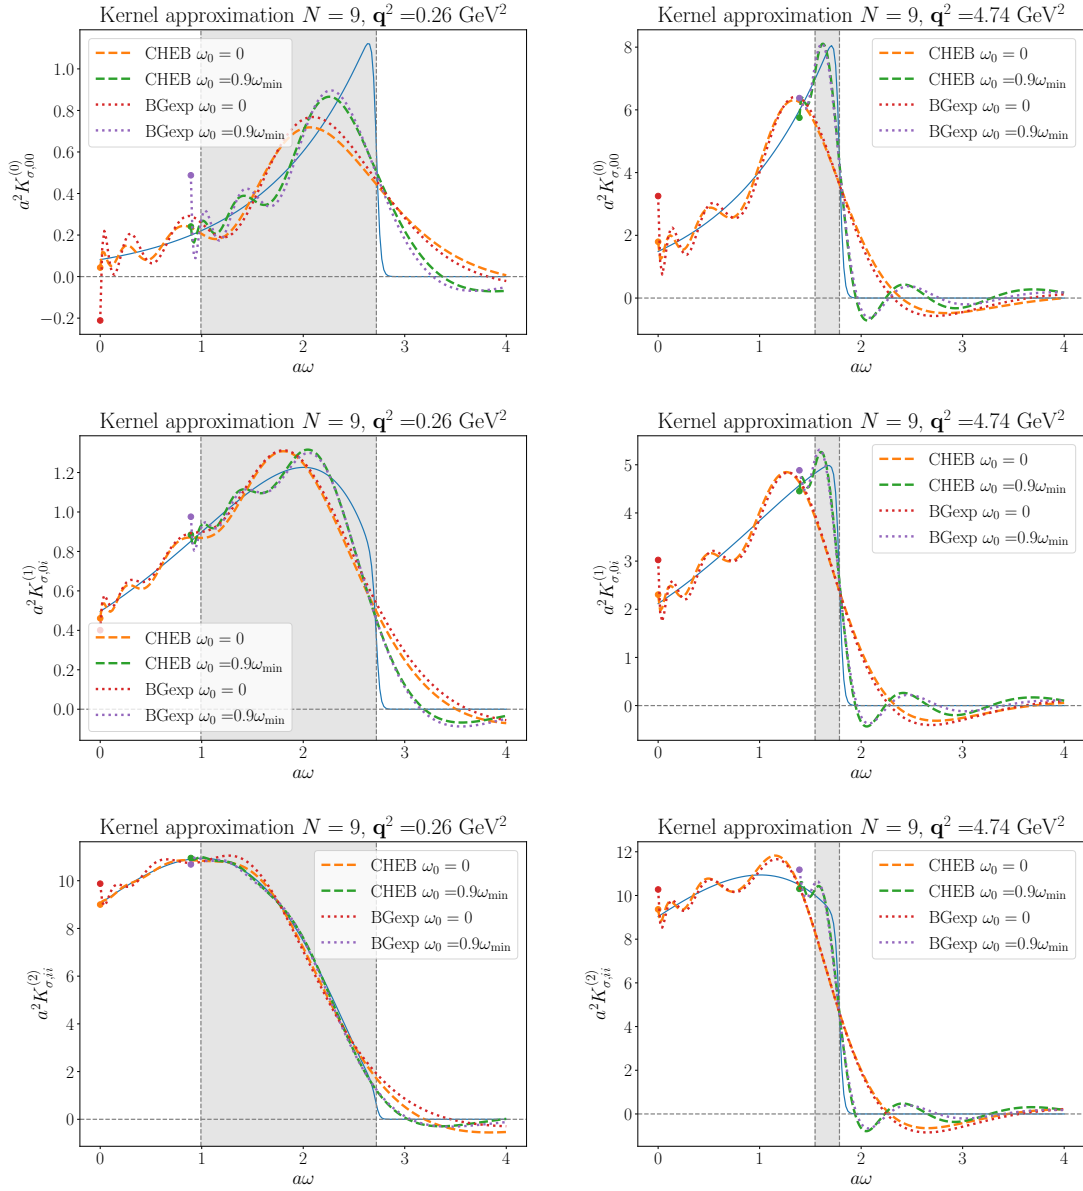 Kernel approximation N = 9, q² =0.26 GeV²
CHEB ω₀ = 0
CHEB ω₀ =0.9ω_min
BGexp ω₀ = 0
BGexp ω₀ =0.9ω_min
a²K^(0)_σ,00
1.0
0.8
0.6
0.4
0.2
0.0
−0.2
0 1 2 3 4
aω
Kernel approximation N = 9, q² =4.74 GeV²
CHEB ω₀ = 0
CHEB ω₀ =0.9ω_min
BGexp ω₀ = 0
BGexp ω₀ =0.9ω_min
a²K^(0)_σ,00
8
6
4
2
0
0 1 2 3 4
aω
Kernel approximation N = 9, q² =0.26 GeV²
a²K^(1)_σ,0i
1.2
1.0
0.8
0.6
0.4
0.2
0.0
CHEB ω₀ = 0
CHEB ω₀ =0.9ω_min
BGexp ω₀ = 0
BGexp ω₀ =0.9ω_min
0 1 2 3 4
aω
Kernel approximation N = 9, q² =4.74 GeV²
CHEB ω₀ = 0
CHEB ω₀ =0.9ω_min
BGexp ω₀ = 0
BGexp ω₀ =0.9ω_min
a²K^(1)_σ,0i
5
4
3
2
1
0
0 1 2 3 4
aω
Kernel approximation N = 9, q² =0.26 GeV²
CHEB ω₀ = 0
CHEB ω₀ =0.9ω_min
BGexp ω₀ = 0
BGexp ω₀ =0.9ω_min
a²K^(2)_σ,ii
10
8
6
4
2
0
0 1 2 3 4
aω
Kernel approximation N = 9, q² =4.74 GeV²
CHEB ω₀ = 0
CHEB ω₀ =0.9ω_min
BGexp ω₀ = 0
BGexp ω₀ =0.9ω_min
a²K^(2)_σ,ii
12
10
8
6
4
2
0
0 1 2 3 4
aω